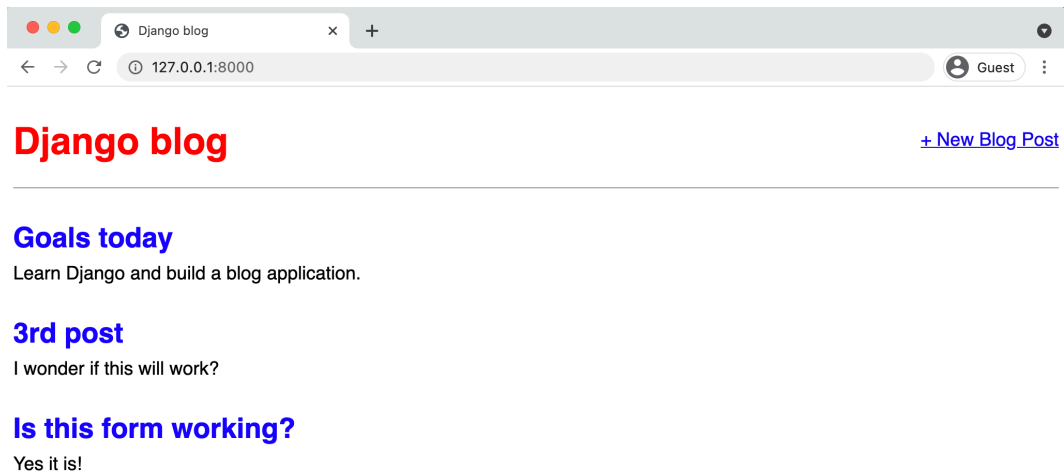 Django blog
127.0.0.1:8000
Guest
Django blog
+ New Blog Post
Goals today
Learn Django and build a blog application.
3rd post
I wonder if this will work?
Is this form working?
Yes it is!